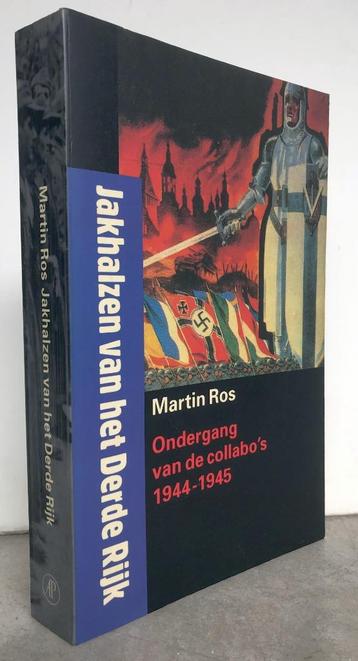 Martin Ros Jakhalzen van het Derde Rijk
AP
Jakhalzen van het Derde Rijk
Martin Ros
Ondergang
van de collabo's
1944-1945